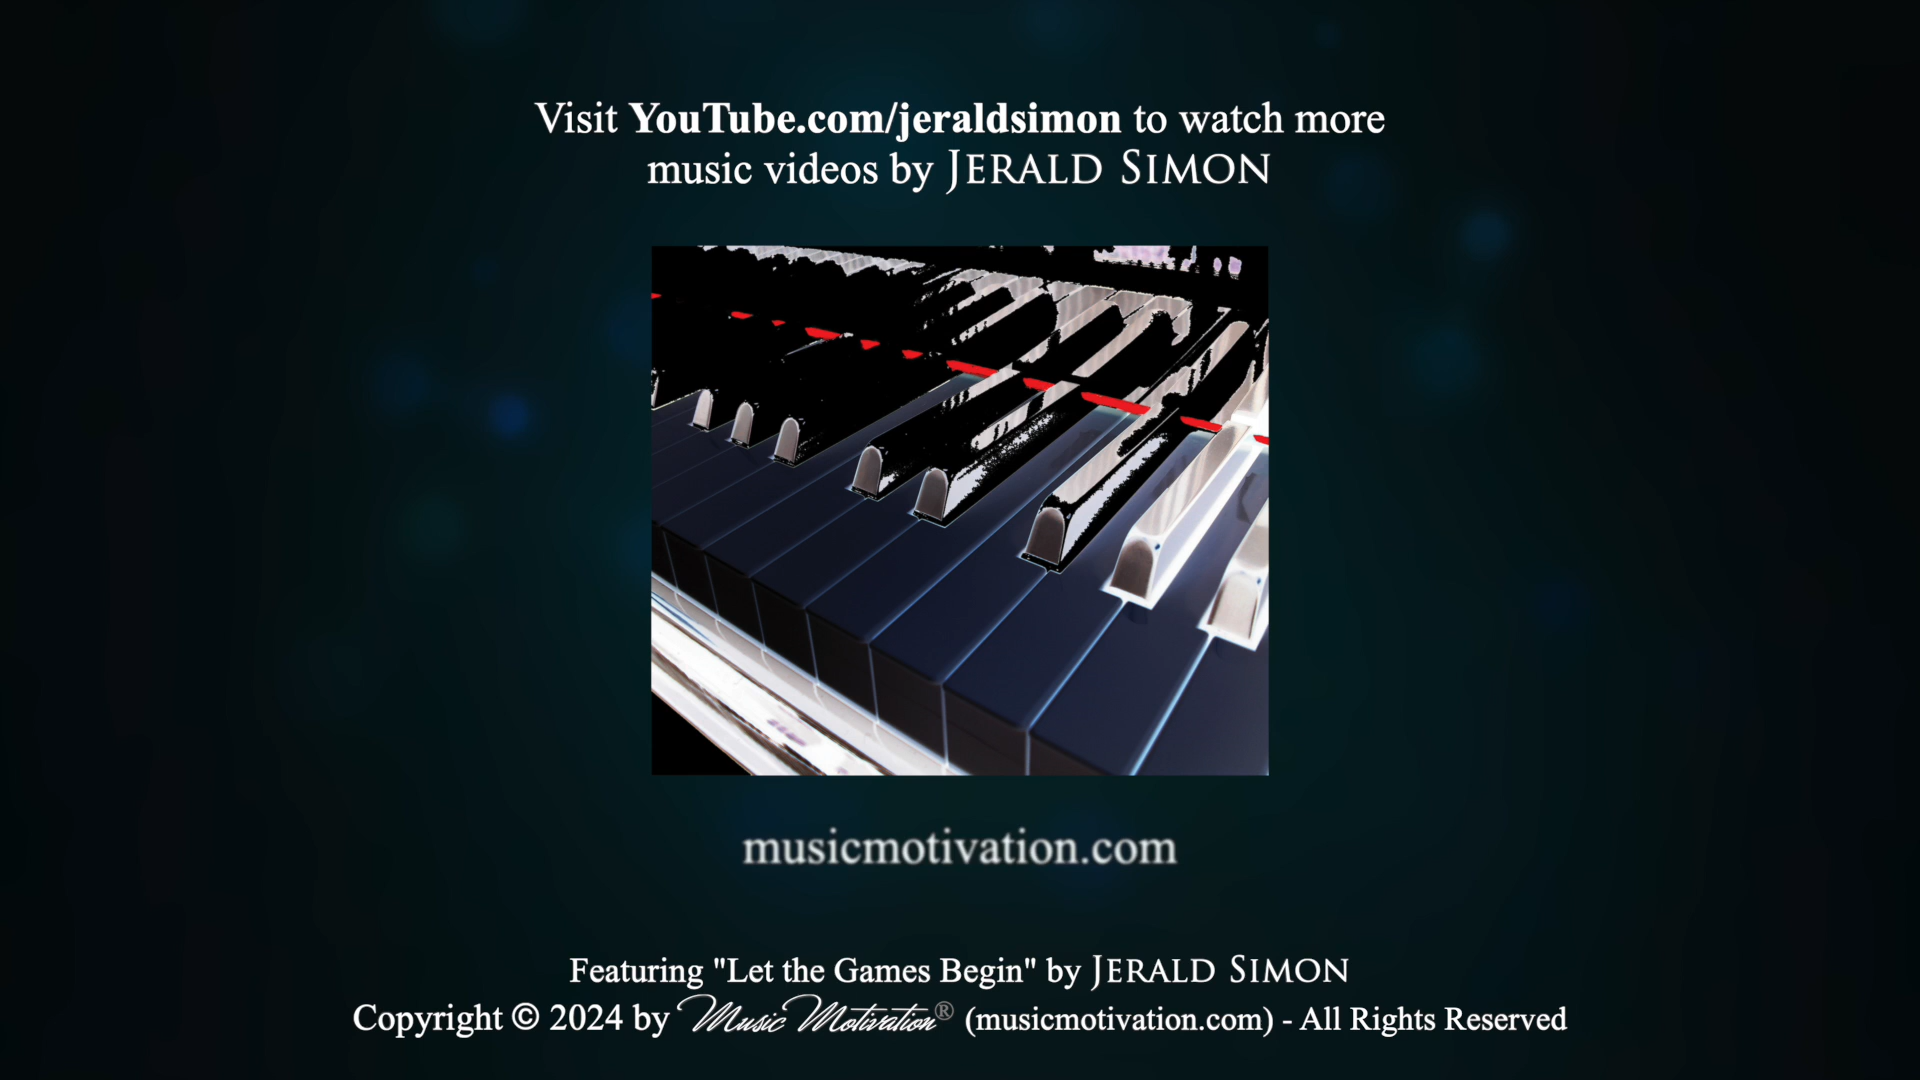 Visit YouTube.com/jeraldsimon to watch more
music videos by JERALD SIMON
musicmotivation.com
Featuring "Let the Games Begin" by JERALD SIMON
Copyright © 2024 by Music Motivation® (musicmotivation.com) - All Rights Reserved